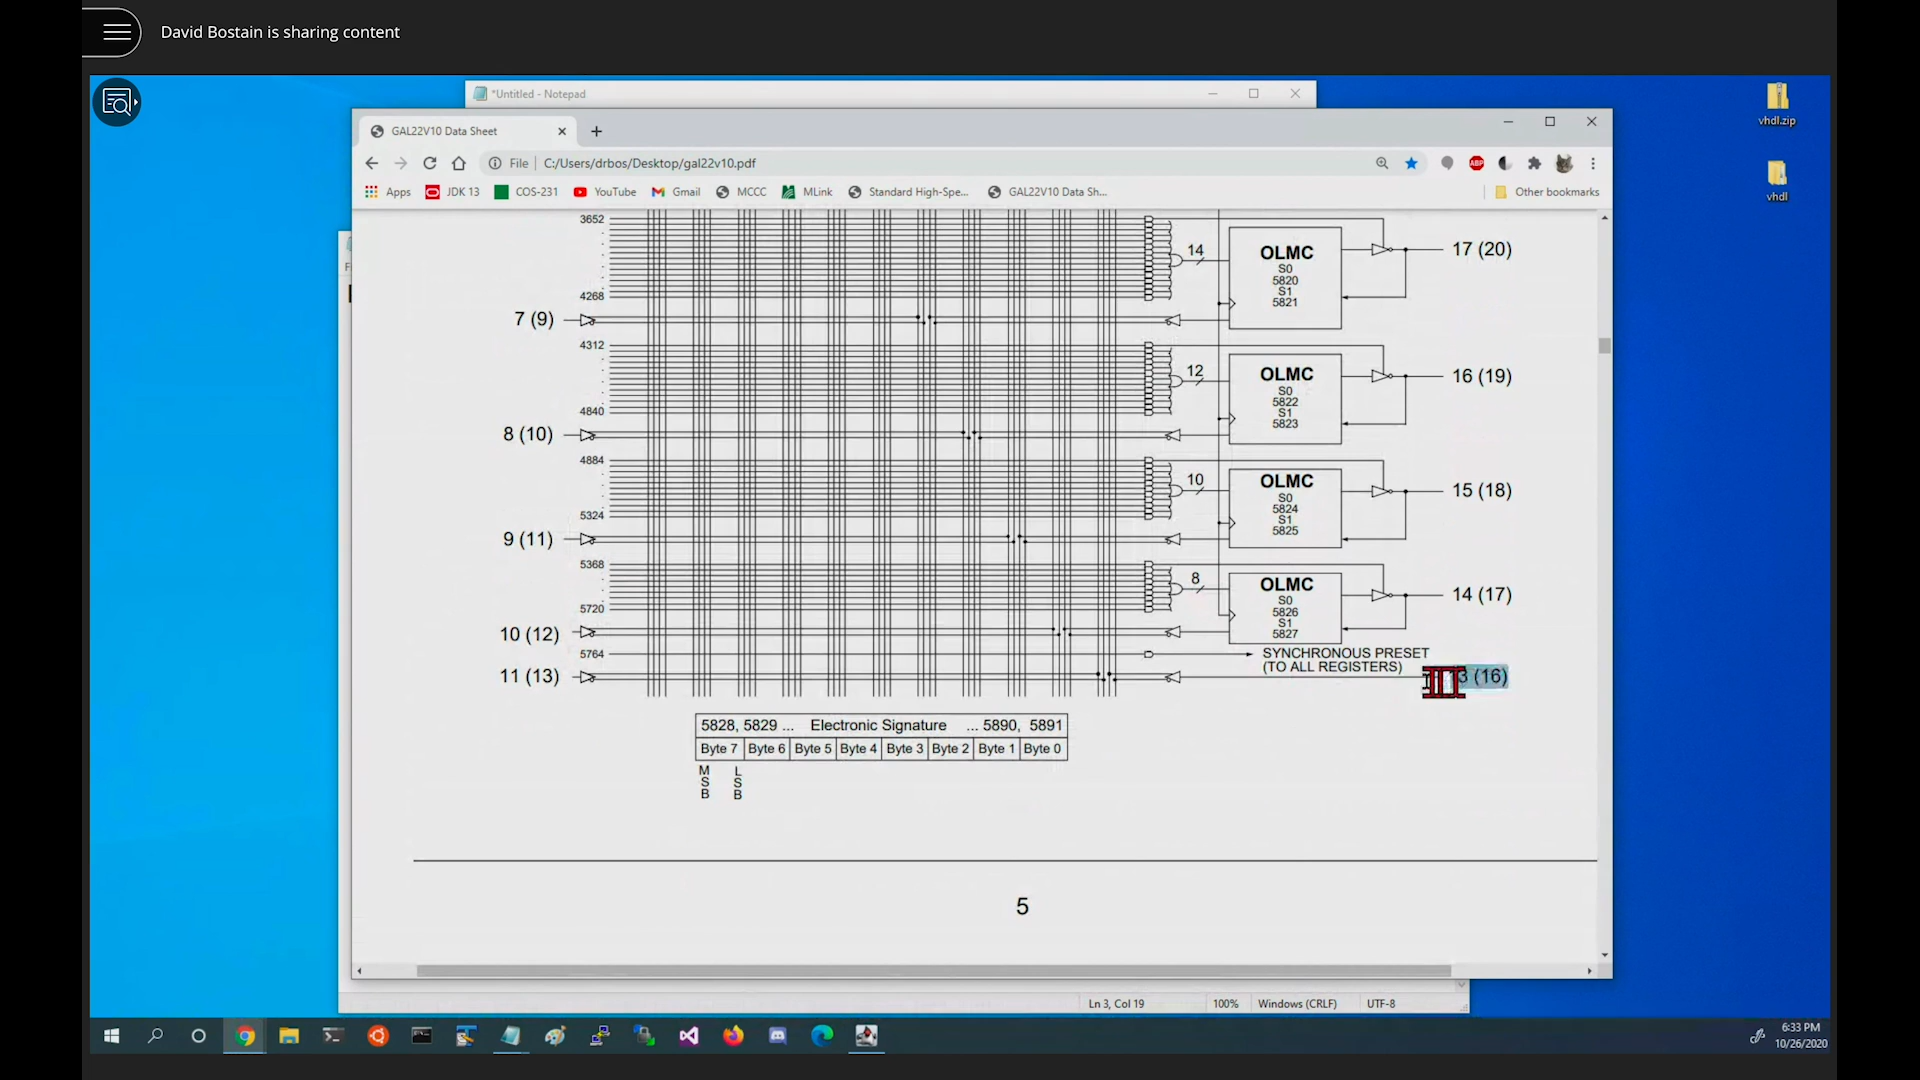 David Bostain is sharing content
*Untitled - Notepad
vhdl.zip
GAL22V10 Data Sheet
File C:/Users/drbos/Desktop/gal22v10.pdf
ABP
Apps JDK 13 COS-231 YouTube Gmail MCCC MLink Standard High-Spe... GAL22V10 Data Sh... Other bookmarks
vhdl
3652
14
OLMC
S0
5820
S1
5821
17 (20)
4268
7 (9)
4312
12
OLMC
S0
5822
S1
5823
16 (19)
4840
8 (10)
4884
10
OLMC
S0
5824
S1
5825
15 (18)
5324
9 (11)
5368
8
OLMC
S0
5826
S1
5827
14 (17)
5720
10 (12)
5764
SYNCHRONOUS PRESET
(TO ALL REGISTERS)
11 (13)
3 (16)
5828, 5829 ... Electronic Signature ... 5890, 5891
Byte 7 Byte 6 Byte 5 Byte 4 Byte 3 Byte 2 Byte 1 Byte 0
M
S
B
L
S
B
5
Ln 3, Col 19 100% Windows (CRLF) UTF-8
6:33 PM
10/26/2020